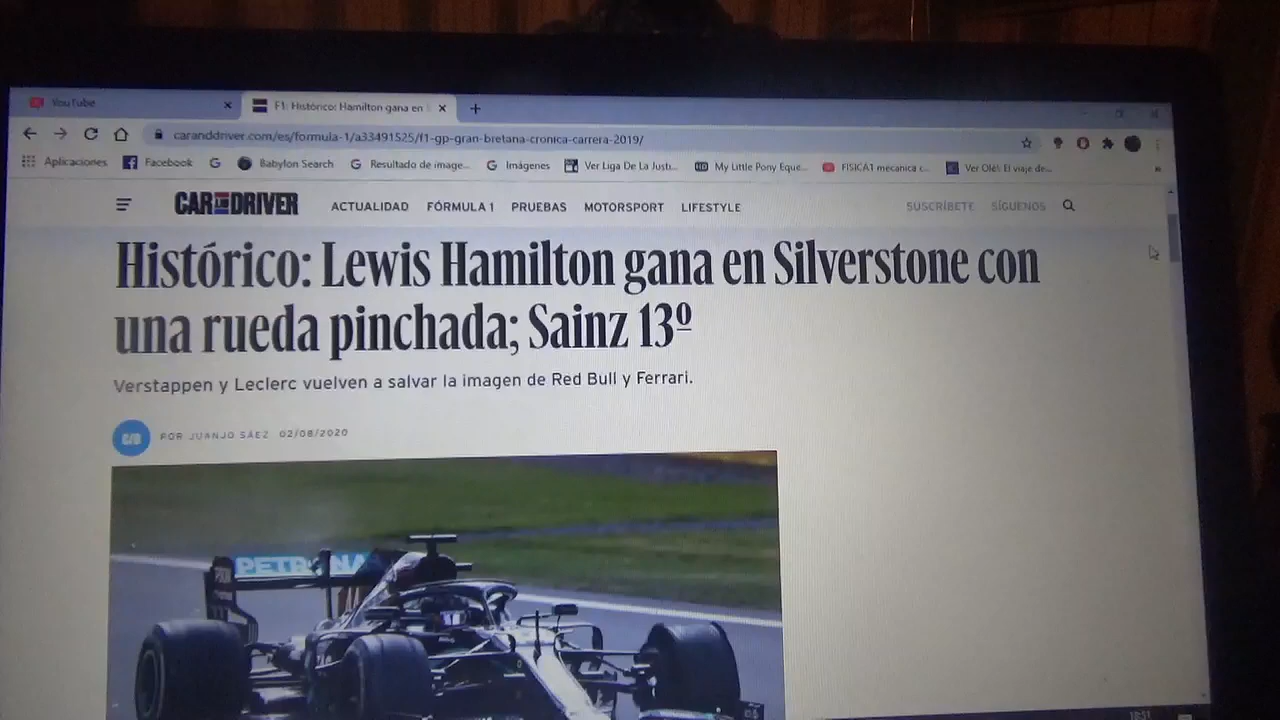 YouTube
F1: Histórico: Hamilton gana en
caranddriver.com/es/formula-1/a33491525/f1-gp-gran-bretana-cronica-carrera-2019/
Aplicaciones Facebook Babylon Search Resultado de image... Imágenes Ver Liga De La Justi... My Little Pony Eque... FISICA1 mecanica c... Ver Olé!: El viaje de...
CAR AND DRIVER ACTUALIDAD FÓRMULA 1 PRUEBAS MOTORSPORT LIFESTYLE SUSCRÍBETE SÍGUENOS
Histórico: Lewis Hamilton gana en Silverstone con
una rueda pinchada; Sainz 13º
Verstappen y Leclerc vuelven a salvar la imagen de Red Bull y Ferrari.
C/D POR JUANJO SÁEZ 02/08/2020
PETRONAS